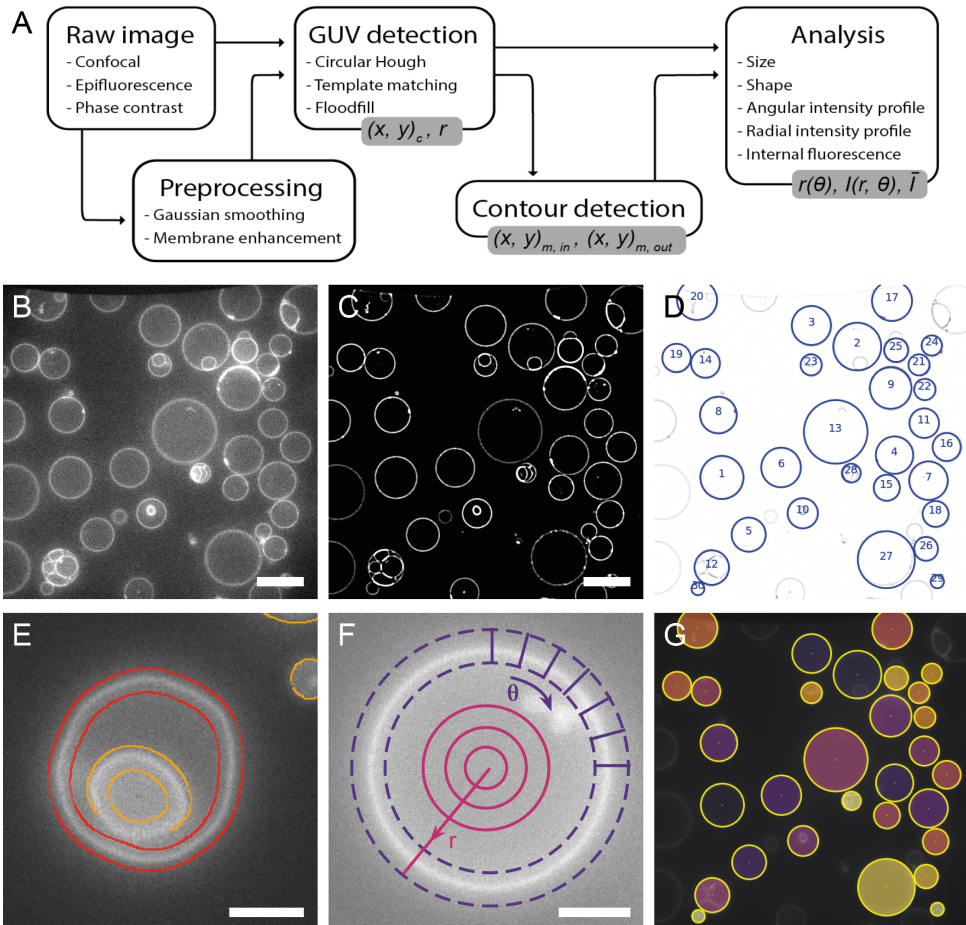 A
Raw image
- Confocal
- Epifluorescence
- Phase contrast
GUV detection
- Circular Hough
- Template matching
- Floodfill
(x, y)c, r
Analysis
- Size
- Shape
- Angular intensity profile
- Radial intensity profile
- Internal fluorescence
r(θ), I(r, θ), Ī
Preprocessing
- Gaussian smoothing
- Membrane enhancement
Contour detection
(x, y)m, in, (x, y)m, out
B
C
D
20
17
3
2
25
24
19
14
23
21
9
22
8
11
13
16
4
6
28
1
7
15
10
18
5
26
27
12
29
30
E
F
θ
r
G